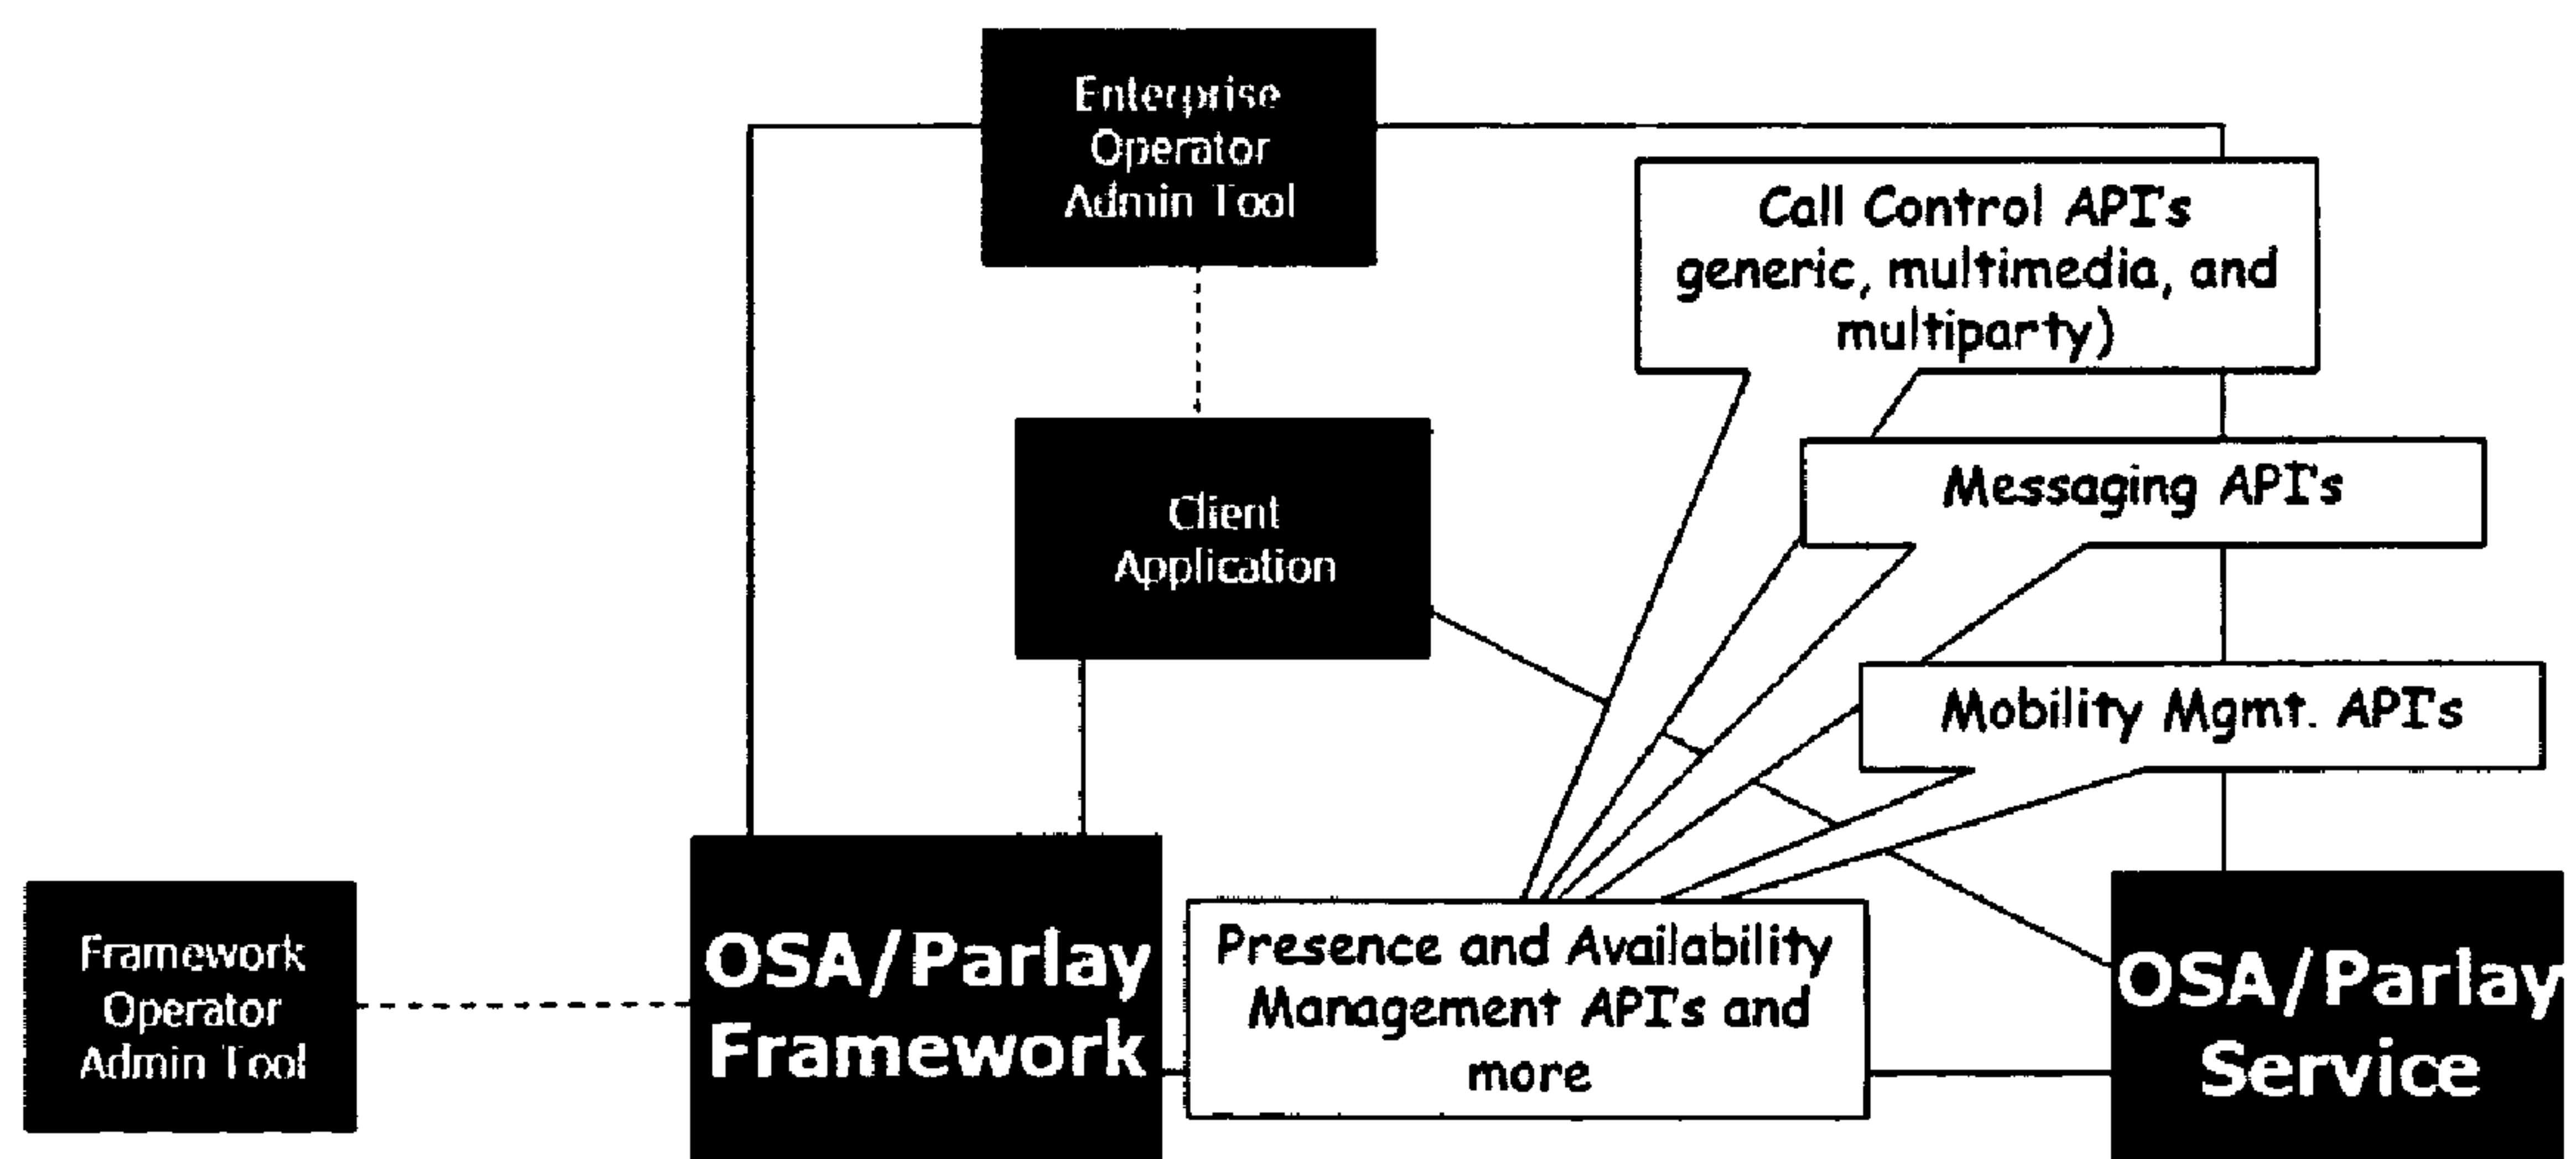 Enterprise
Operator
Admin Tool
Call Control API's
generic, multimedia, and
multiparty)
Client
Application
Messaging API's
Mobility Mgmt. API's
Framework
Operator
Admin Tool
OSA/Parlay
Framework
Presence and Availability
Management API's and
more
OSA/Parlay
Service